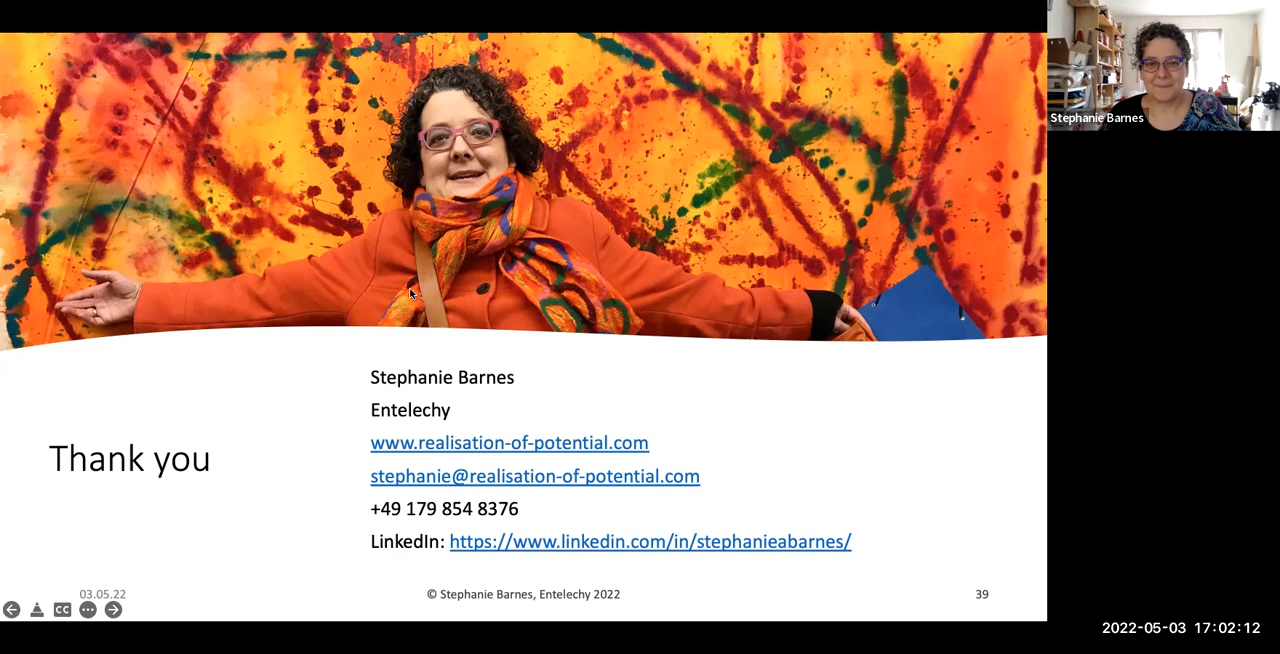 Stephanie Barnes
Stephanie Barnes
Entelechy
www.realisation-of-potential.com
Thank you
stephanie@realisation-of-potential.com
+49 179 854 8376
LinkedIn: https://www.linkedin.com/in/stephanieabarnes/
03.05.22
© Stephanie Barnes, Entelechy 2022
39
CC
2022-05-03 17:02:12